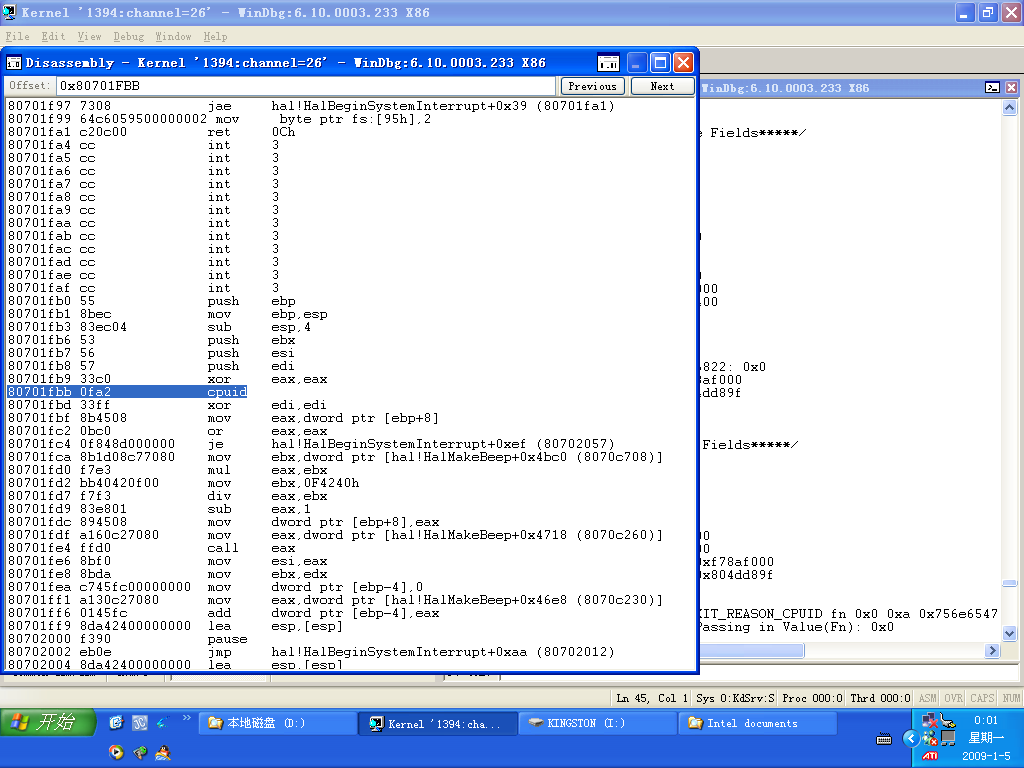 Kernel '1394:channel=26' - WinDbg:6.10.0003.233 X86
File Edit View Debug Window Help
Disassembly - Kernel '1394:channel=26' - WinDbg:6.10.0003.233 X86
WinDbg:6.10.0003.233 X86
Offset: 0x80701FBB Previous Next
80701f97 7308 jae hal!HalBeginSystemInterrupt+0x39 (80701fa1)
80701f99 64c6059500000002 mov byte ptr fs:[95h],2
80701fa1 c20c00 ret 0Ch
80701fa4 cc int 3
80701fa5 cc int 3
80701fa6 cc int 3
80701fa7 cc int 3
80701fa8 cc int 3
80701fa9 cc int 3
80701faa cc int 3
80701fab cc int 3
80701fac cc int 3
80701fad cc int 3
80701fae cc int 3
80701faf cc int 3
80701fb0 55 push ebp
80701fb1 8bec mov ebp,esp
80701fb3 83ec04 sub esp,4
80701fb6 53 push ebx
80701fb7 56 push esi
80701fb8 57 push edi
80701fb9 33c0 xor eax,eax
80701fbb 0fa2 cpuid
80701fbd 33ff xor edi,edi
80701fbf 8b4508 mov eax,dword ptr [ebp+8]
80701fc2 0bc0 or eax,eax
80701fc4 0f848d000000 je hal!HalBeginSystemInterrupt+0xef (80702057)
80701fca 8b1d08c77080 mov ebx,dword ptr [hal!HalMakeBeep+0x4bc0 (8070c708)]
80701fd0 f7e3 mul eax,ebx
80701fd2 bb40420f00 mov ebx,0F4240h
80701fd7 f7f3 div eax,ebx
80701fd9 83e801 sub eax,1
80701fdc 894508 mov dword ptr [ebp+8],eax
80701fdf a160c27080 mov eax,dword ptr [hal!HalMakeBeep+0x4718 (8070c260)]
80701fe4 ffd0 call eax
80701fe6 8bf0 mov esi,eax
80701fe8 8bda mov ebx,edx
80701fea c745fc00000000 mov dword ptr [ebp-4],0
80701ff1 a130c27080 mov eax,dword ptr [hal!HalMakeBeep+0x46e8 (8070c230)]
80701ff6 0145fc add dword ptr [ebp-4],eax
80701ff9 8da42400000000 lea esp,[esp]
80702000 f390 pause
80702002 eb0e jmp hal!HalBeginSystemInterrupt+0xaa (80702012)
80702004 8da42400000000 lea esp,[esp]
e Fields*****/
000
00
6822: 0x0
8af000
4dd89f
Fields*****/
00
00
0xf78af000
0x804dd89f
XIT_REASON_CPUID fn 0x0 0xa 0x756e6547
Passing in Value(Fn): 0x0
Ln 45, Col 1 Sys 0:KdSrv:S Proc 000:0 Thrd 000:0 ASM OVR CAPS NUM
开始 本地磁盘 (D:) Kernel '1394:cha... KINGSTON (I:) Intel documents
0:01
星期一
2009-1-5
ATI